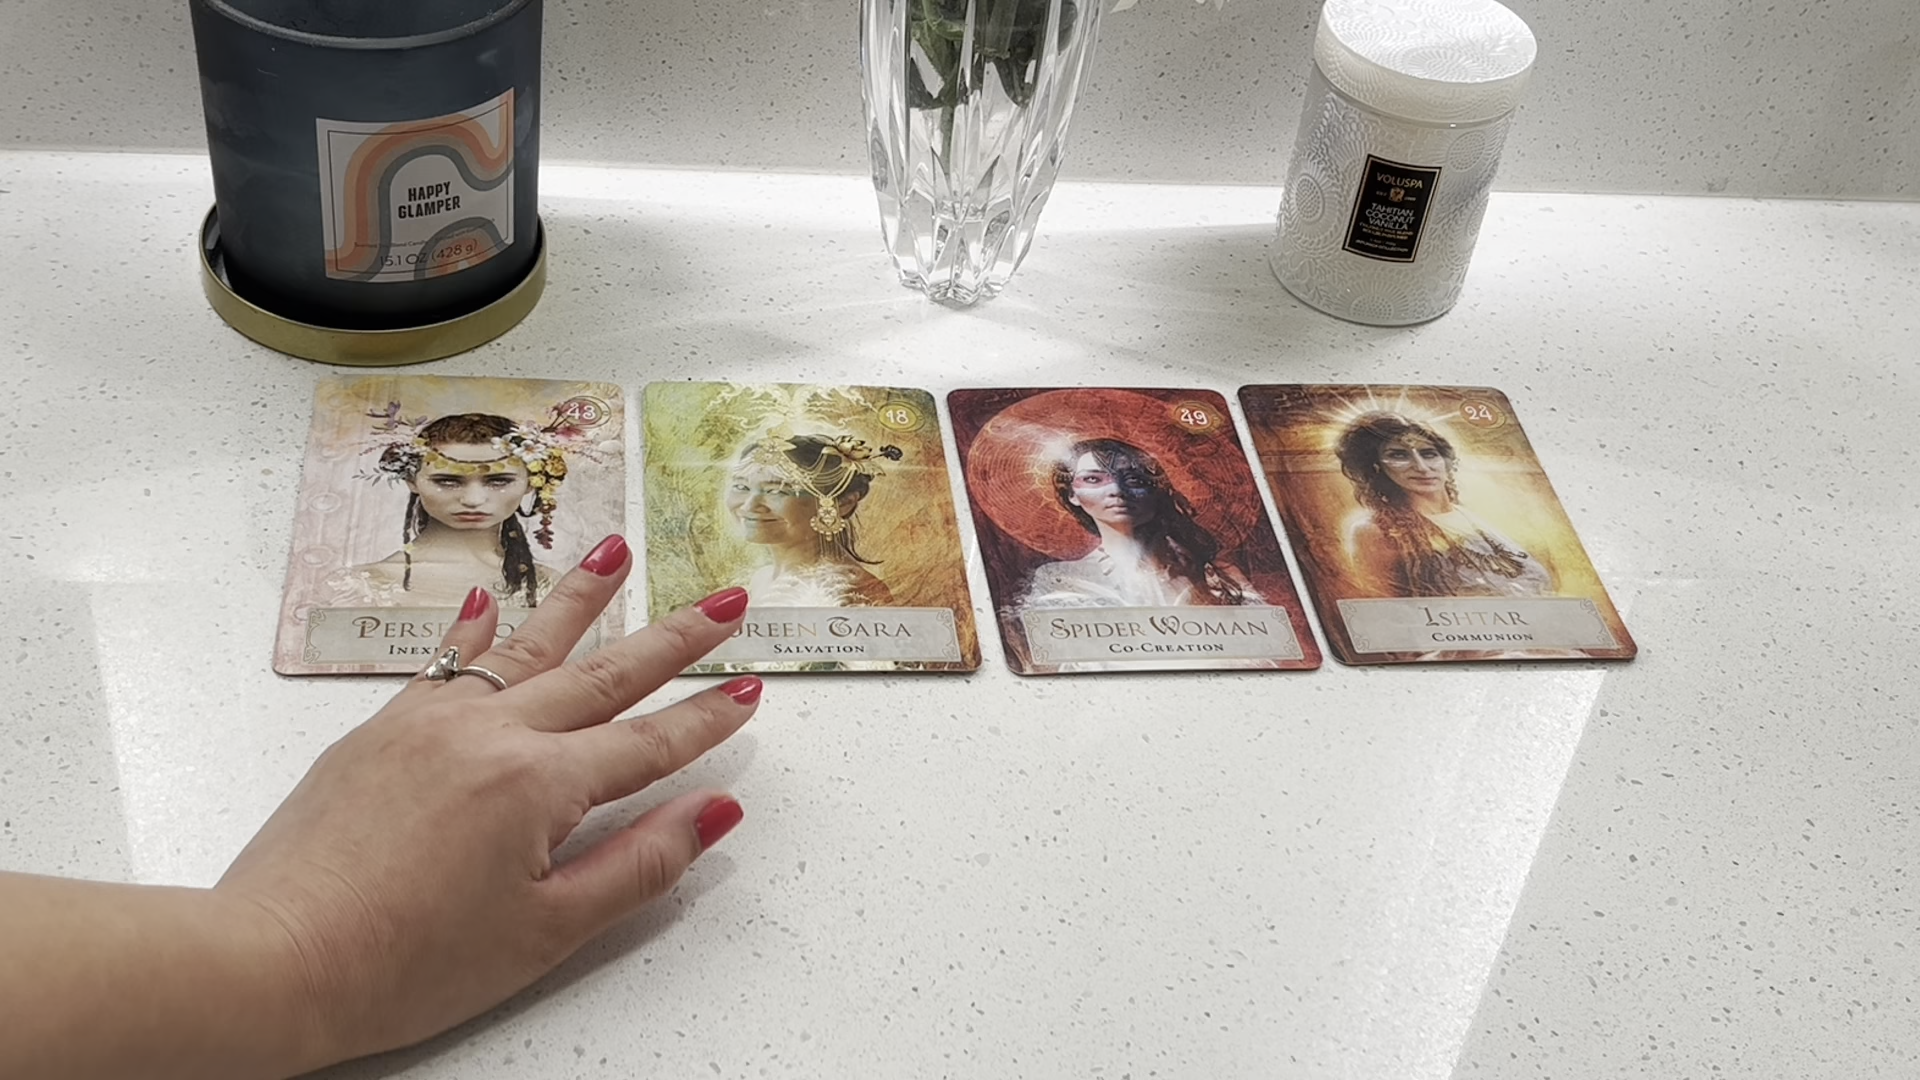 HAPPY
GLAMPER
15.1 OZ (428 g)
VOLUSPA
TAHITIAN
COCONUT
VANILLA
43
18
49
24
GREEN TARA
SALVATION
SPIDER WOMAN
CO-CREATION
ISHTAR
COMMUNION